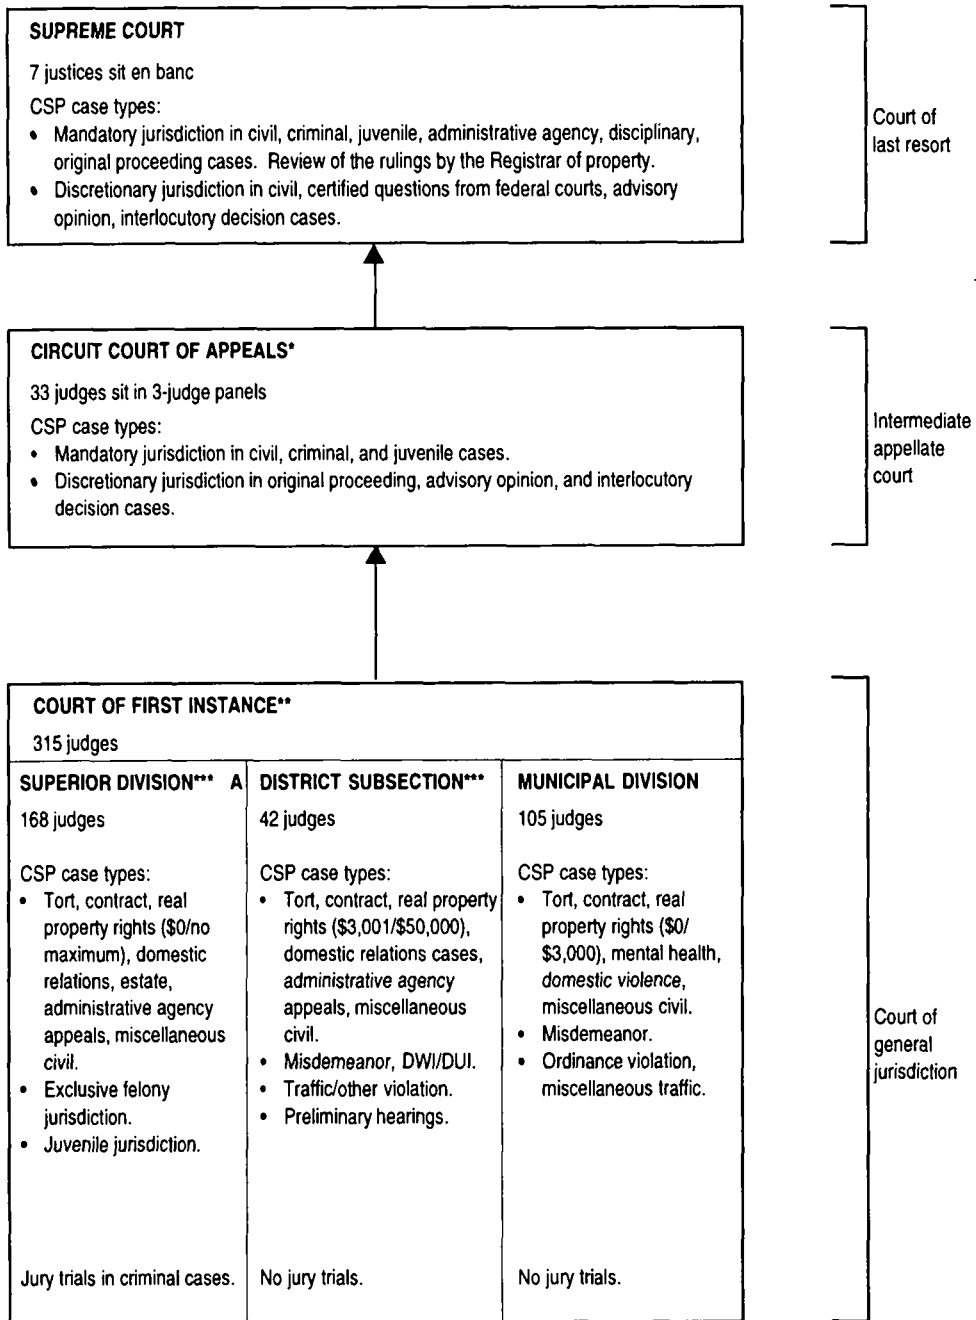 SUPREME COURT
7 justices sit en banc
CSP case types:
• Mandatory jurisdiction in civil, criminal, juvenile, administrative agency, disciplinary,
original proceeding cases. Review of the rulings by the Registrar of property.
• Discretionary jurisdiction in civil, certified questions from federal courts, advisory
opinion, interlocutory decision cases.
Court of
last resort
CIRCUIT COURT OF APPEALS*
33 judges sit in 3-judge panels
CSP case types:
• Mandatory jurisdiction in civil, criminal, and juvenile cases.
• Discretionary jurisdiction in original proceeding, advisory opinion, and interlocutory
decision cases.
Intermediate
appellate
court
COURT OF FIRST INSTANCE**
315 judges
SUPERIOR DIVISION*** A
168 judges
CSP case types:
• Tort, contract, real
property rights ($0/no
maximum), domestic
relations, estate,
administrative agency
appeals, miscellaneous
civil.
• Exclusive felony
jurisdiction.
• Juvenile jurisdiction.
Jury trials in criminal cases.
DISTRICT SUBSECTION***
42 judges
CSP case types:
• Tort, contract, real property
rights ($3,001/$50,000),
domestic relations cases,
administrative agency
appeals, miscellaneous
civil.
• Misdemeanor, DWI/DUI.
• Traffic/other violation.
• Preliminary hearings.
No jury trials.
MUNICIPAL DIVISION
105 judges
CSP case types:
• Tort, contract, real
property rights ($0/
$3,000), mental health,
domestic violence,
miscellaneous civil.
• Misdemeanor.
• Ordinance violation,
miscellaneous traffic.
No jury trials.
Court of
general
jurisdiction